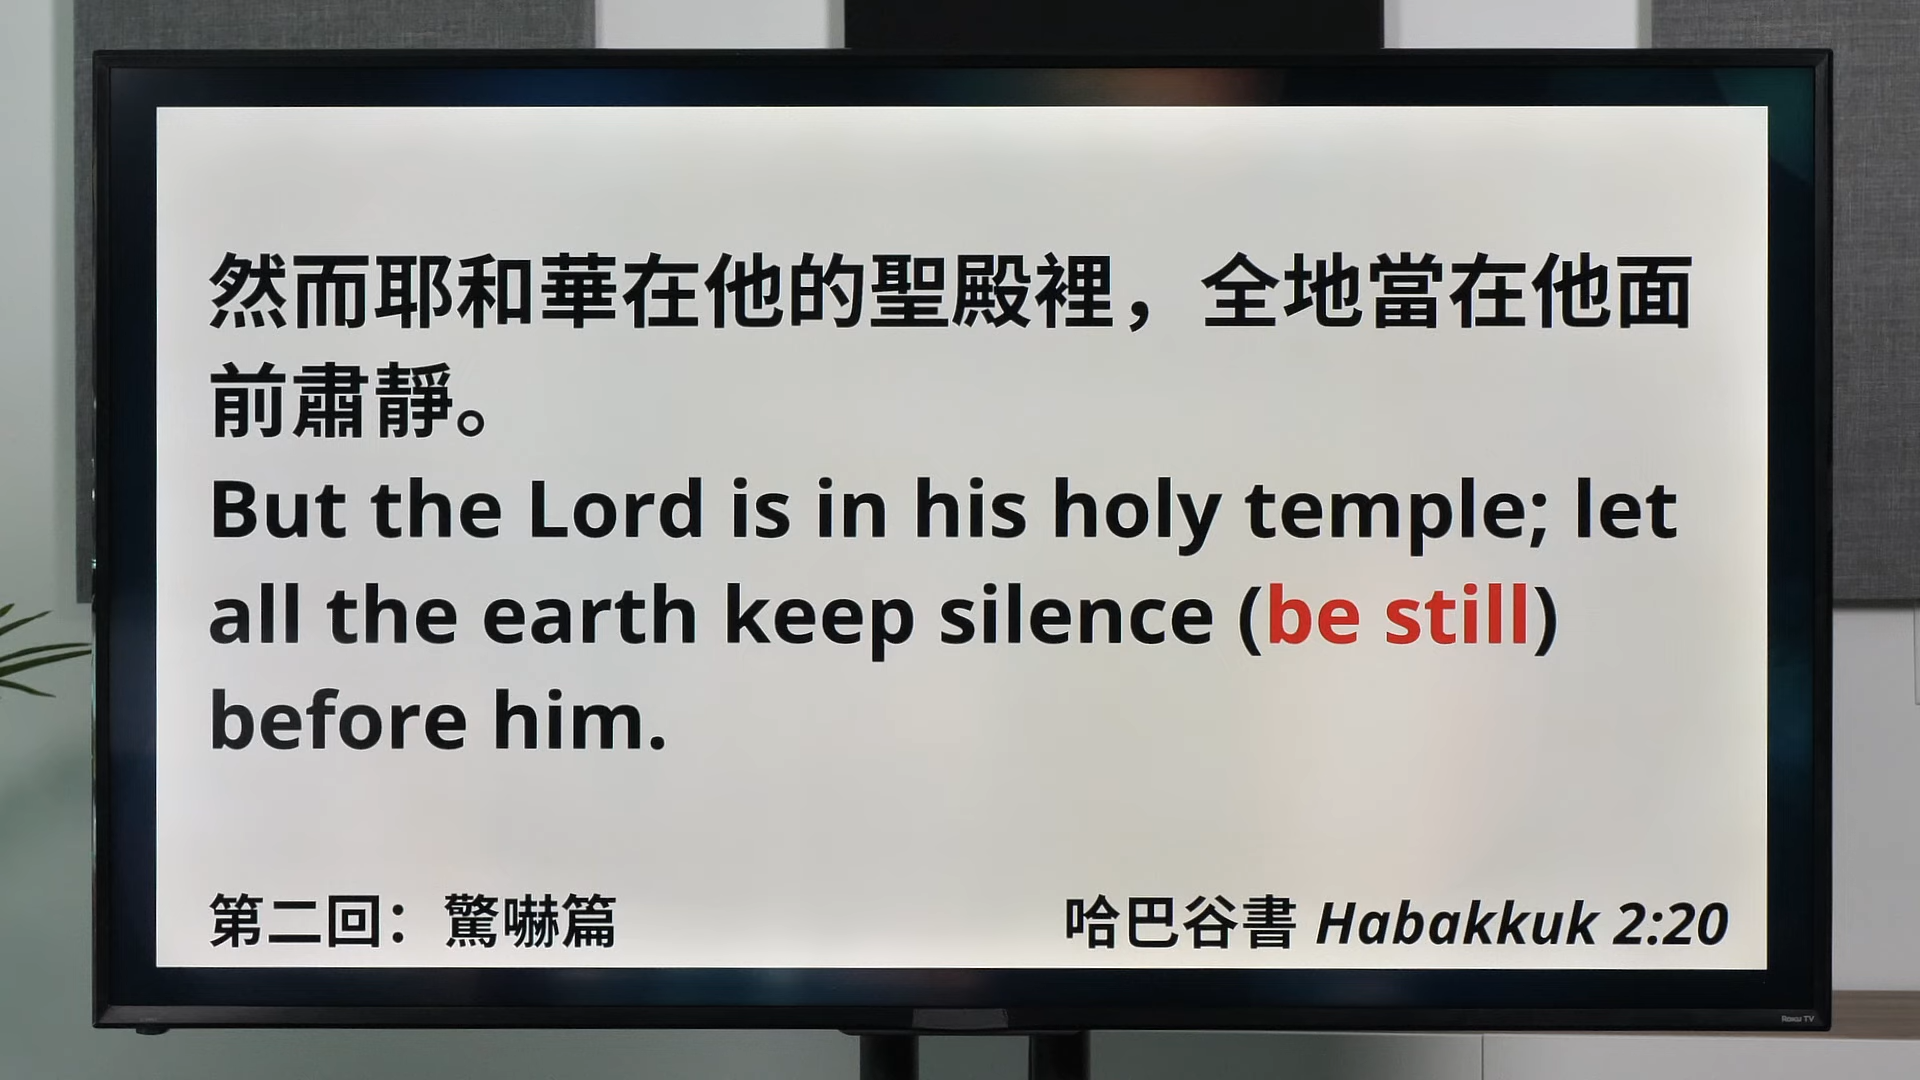 然而耶和華在他的聖殿裡，全地當在他面
前肅靜。
But the Lord is in his holy temple; let
all the earth keep silence (be still)
before him.
第二回：驚嚇篇
哈巴谷書 Habakkuk 2:20
Roku TV